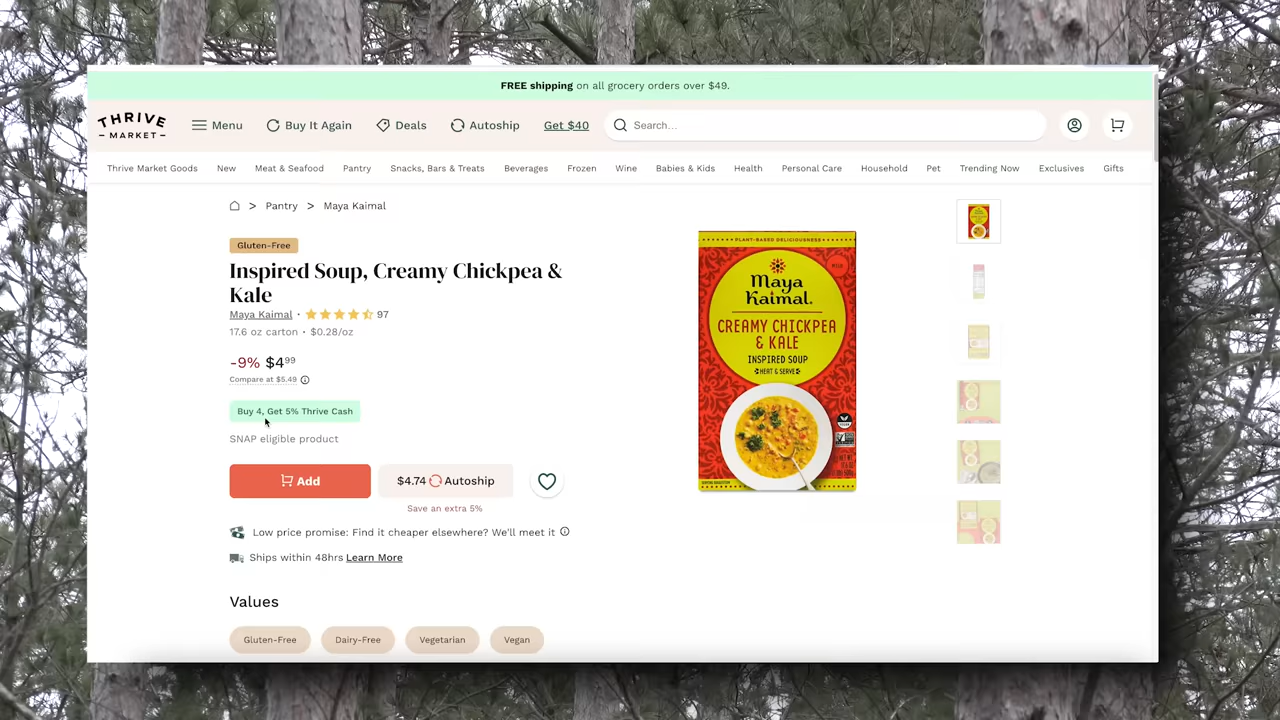 FREE shipping on all grocery orders over $49.
THRIVE
MARKET
Menu
Buy It Again
Deals
Autoship
Get $40
Search...
Thrive Market Goods
New
Meat & Seafood
Pantry
Snacks, Bars & Treats
Beverages
Frozen
Wine
Babies & Kids
Health
Personal Care
Household
Pet
Trending Now
Exclusives
Gifts
> Pantry > Maya Kaimal
Gluten-Free
Inspired Soup, Creamy Chickpea &
Kale
Maya Kaimal · 97
17.6 oz carton · $0.28/oz
-9% $4 99
Compare at $5.49
Buy 4, Get 5% Thrive Cash
SNAP eligible product
Add
$4.74 Autoship
Save an extra 5%
Low price promise: Find it cheaper elsewhere? We'll meet it
Ships within 48hrs Learn More
Values
Gluten-Free
Dairy-Free
Vegetarian
Vegan
PLANT-BASED DELICIOUSNESS
MILD
Maya
Kaimal.
CREAMY CHICKPEA
& KALE
INSPIRED SOUP
HEAT & SERVE